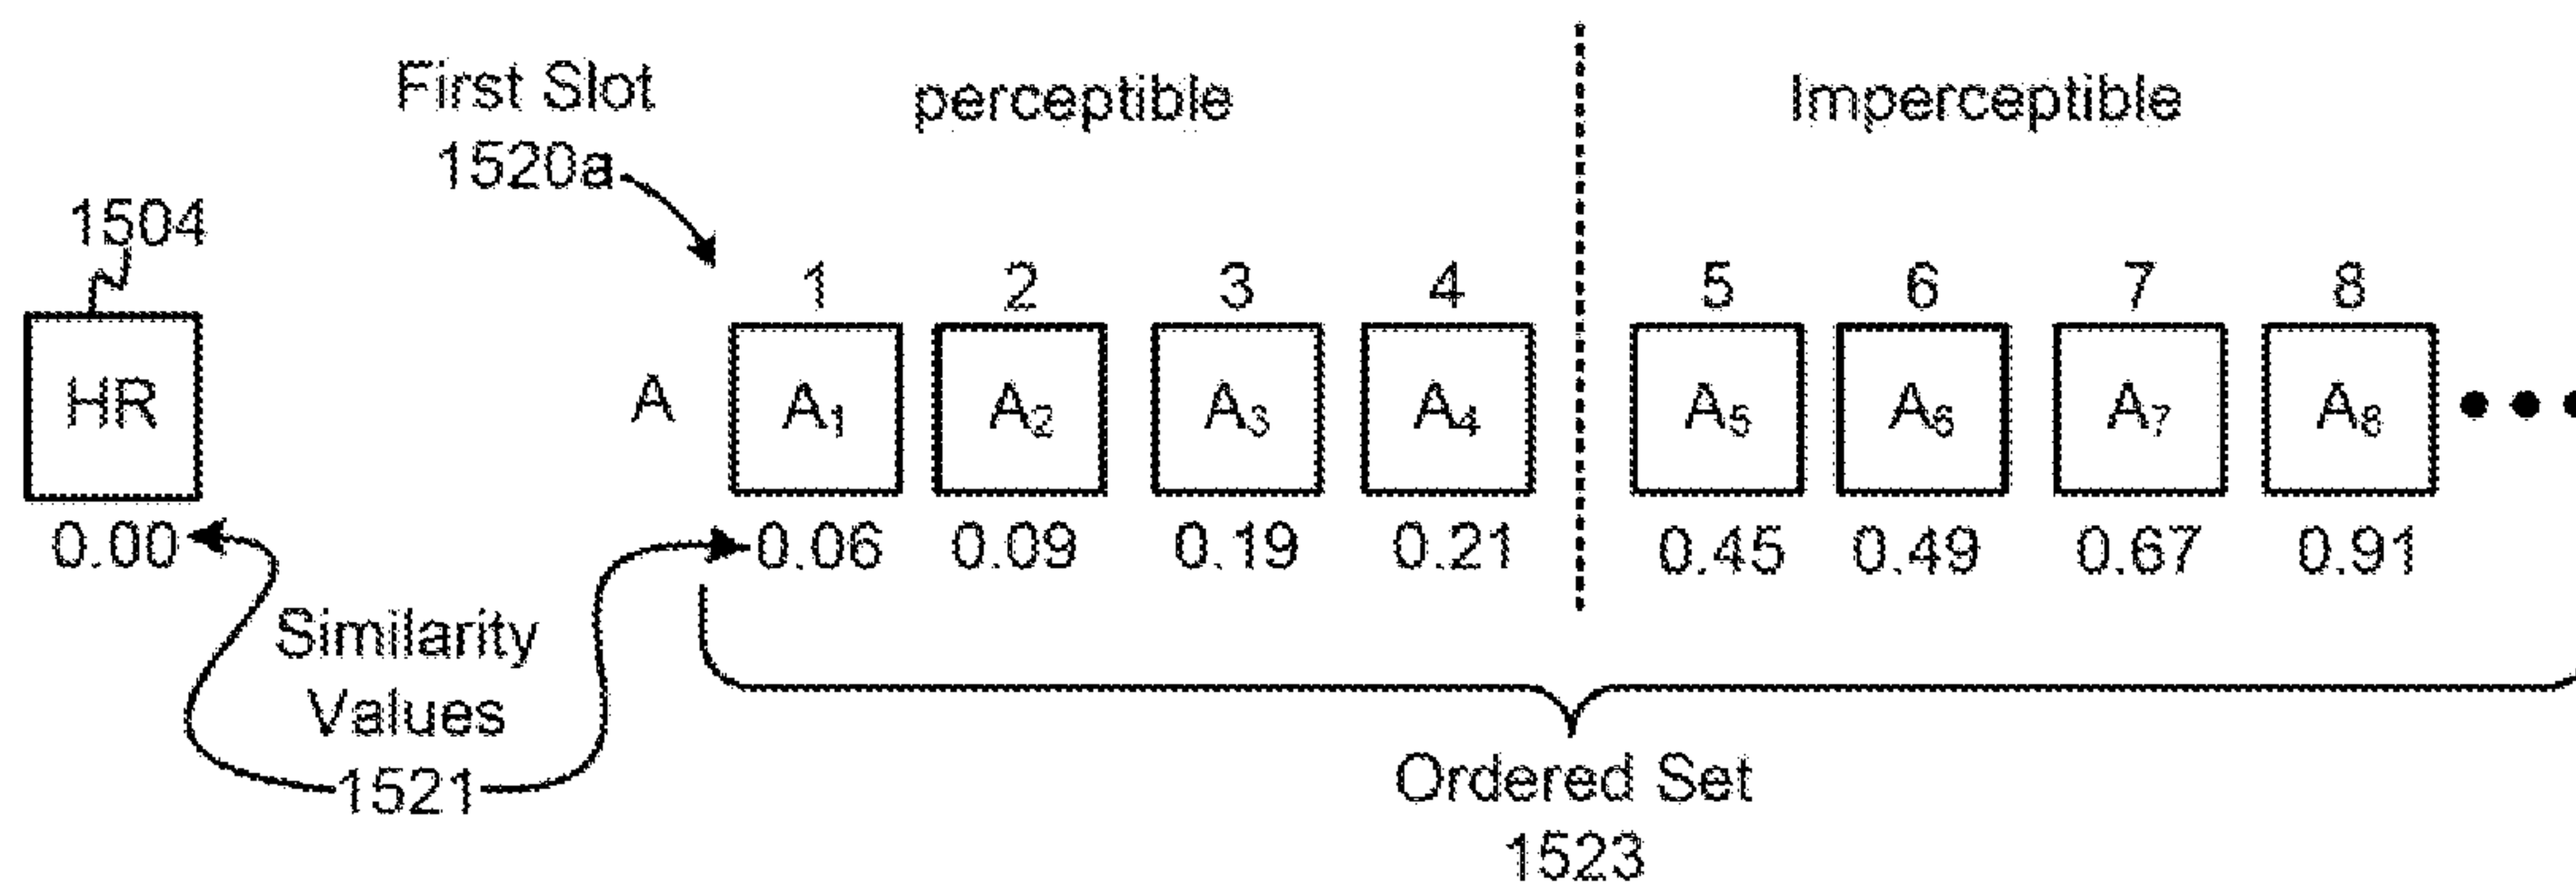 First Slot
1520a
perceptible
Imperceptible
1504
1 2 3 4 5 6 7 8
HR
A A₁ A₂ A₃ A₄ A₅ A₆ A₇ A₈ •••
0.00 0.06 0.09 0.19 0.21 0.45 0.49 0.67 0.91
Similarity
Values
1521
Ordered Set
1523